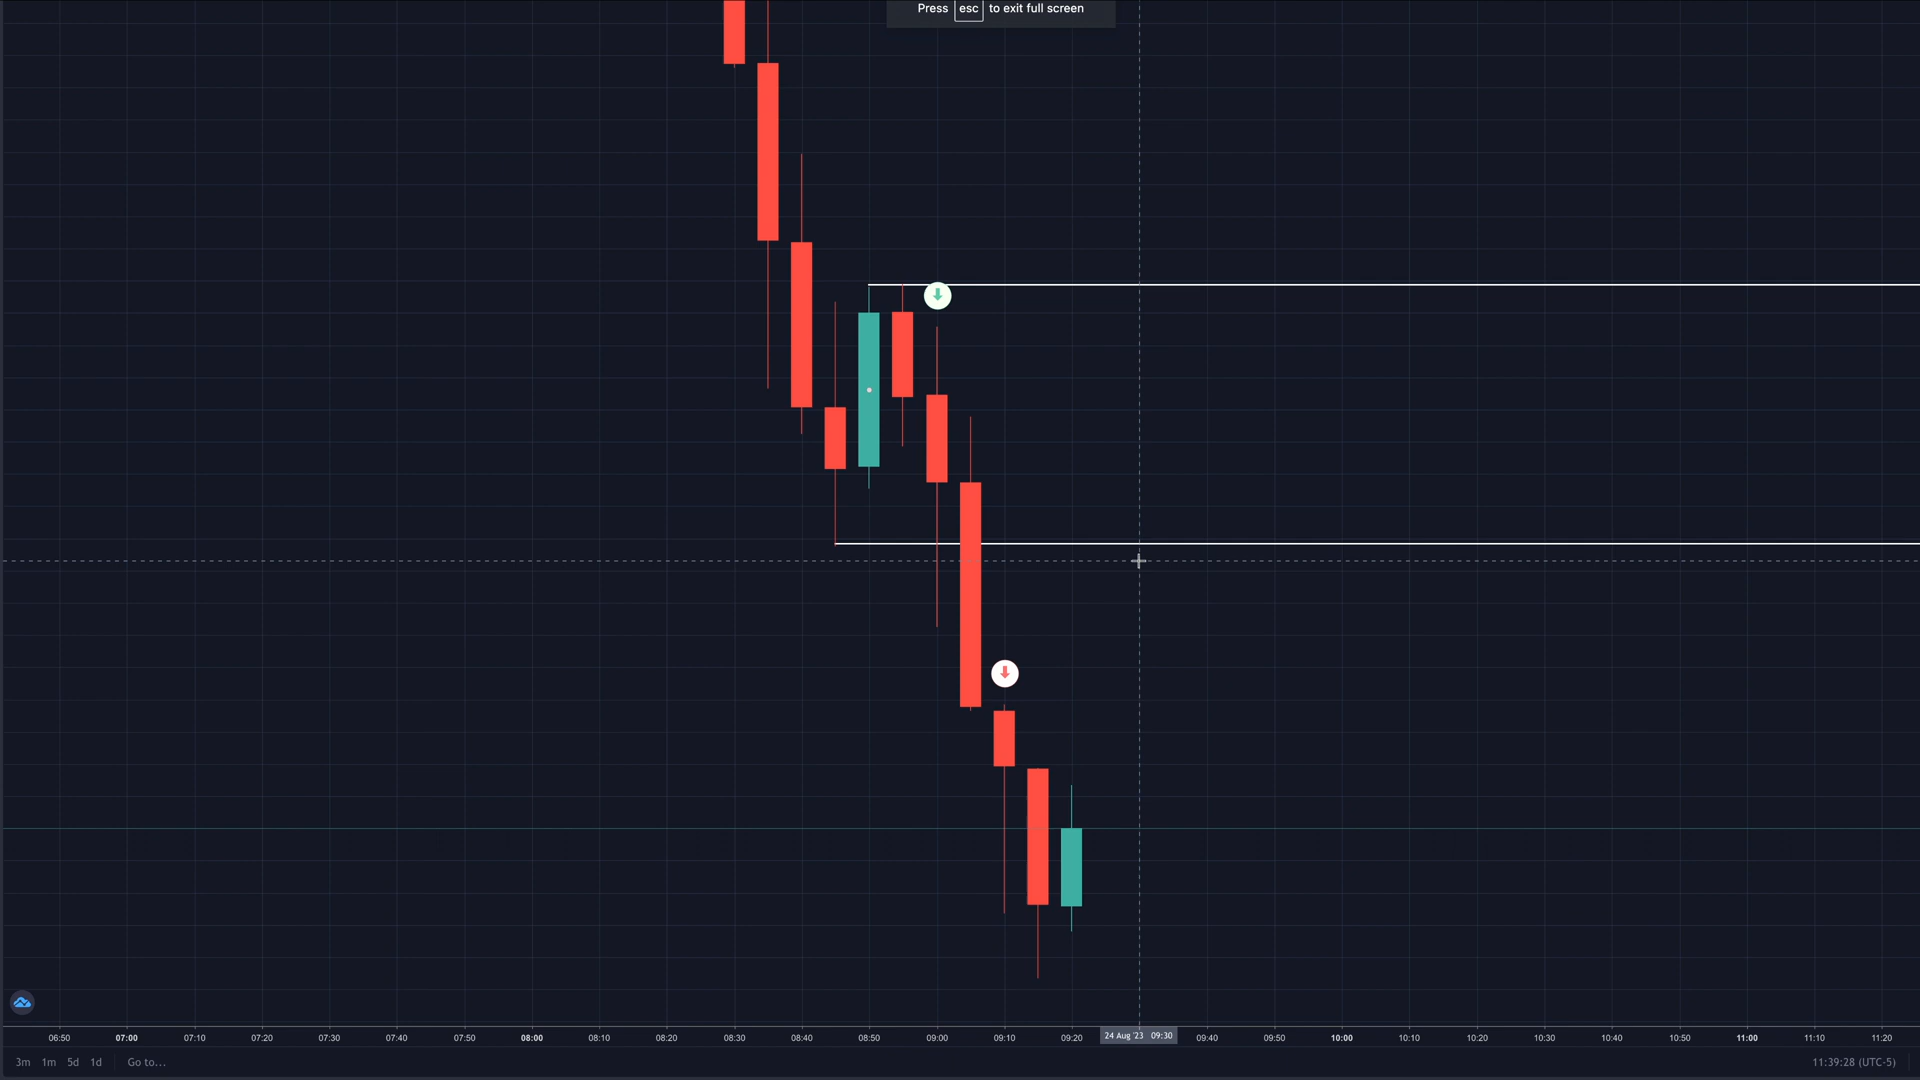 Press esc to exit full screen
06:50 07:00 07:10 07:20 07:30 07:40 07:50 08:00 08:10 08:20 08:30 08:40 08:50 09:00 09:10 09:20 24 Aug '23 09:30 09:40 09:50 10:00 10:10 10:20 10:30 10:40 10:50 11:00 11:10 11:20
3m 1m 5d 1d Go to... 11:39:28 (UTC-5)